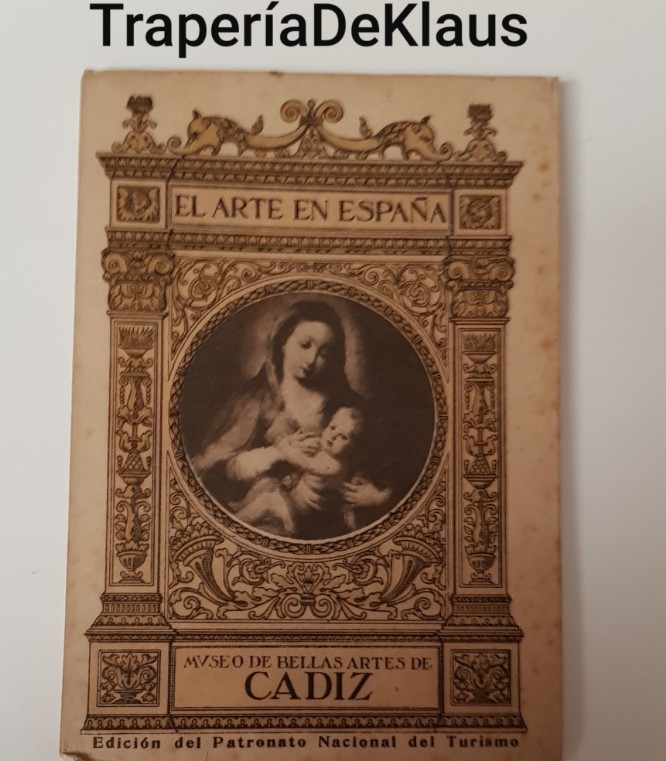 TraperíaDeKlaus
EL ARTE EN ESPAÑA
MVSEO DE BELLAS ARTES DE
CADIZ
Edición del Patronato Nacional del Turismo